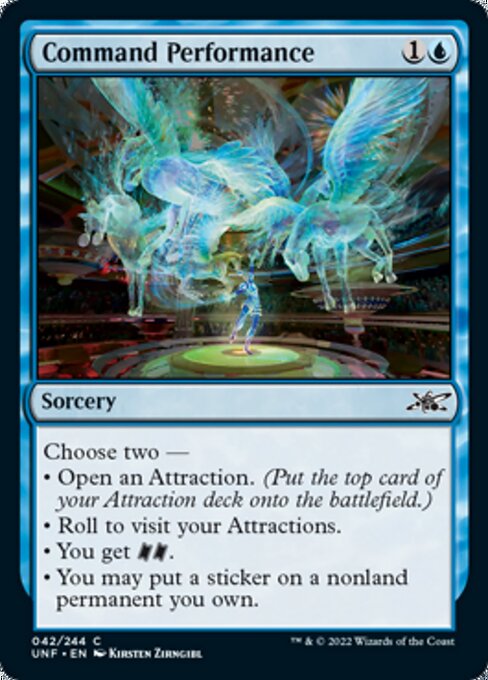 Command Performance 1
Sorcery
Choose two —
• Open an Attraction. (Put the top card of
your Attraction deck onto the battlefield.)
• Roll to visit your Attractions.
• You get .
• You may put a sticker on a nonland
permanent you own.
042/244 C
UNF • EN Kirsten Zirngibl
™ & © 2022 Wizards of the Coast